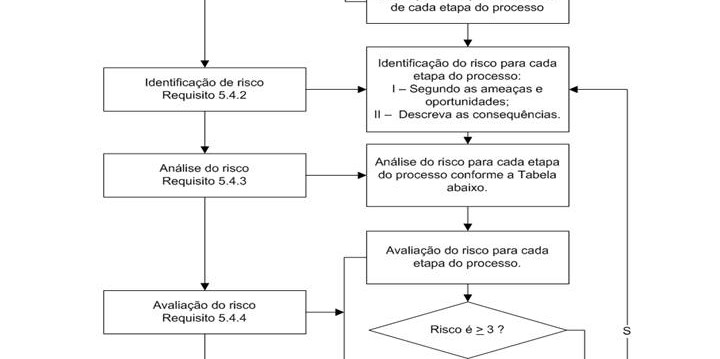 de cada etapa do processo
Identificação do risco para cada
etapa do processo:
I – Segundo as ameaças e
oportunidades;
II – Descreva as consequências.
Identificação de risco
Requisito 5.4.2
Análise do risco
Requisito 5.4.3
Análise do risco para cada etapa
do processo conforme a Tabela
abaixo.
Avaliação do risco para cada
etapa do processo.
Avaliação do risco
Requisito 5.4.4
Risco é ≥ 3 ?
S